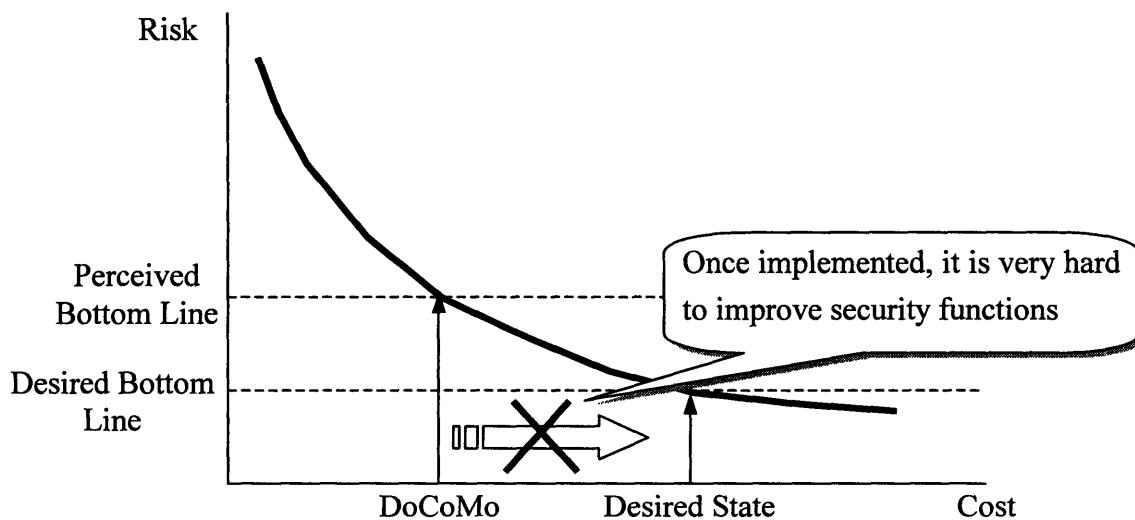 Risk
Perceived
Bottom Line
Once implemented, it is very hard
to improve security functions
Desired Bottom
Line
DoCoMo
Desired State
Cost